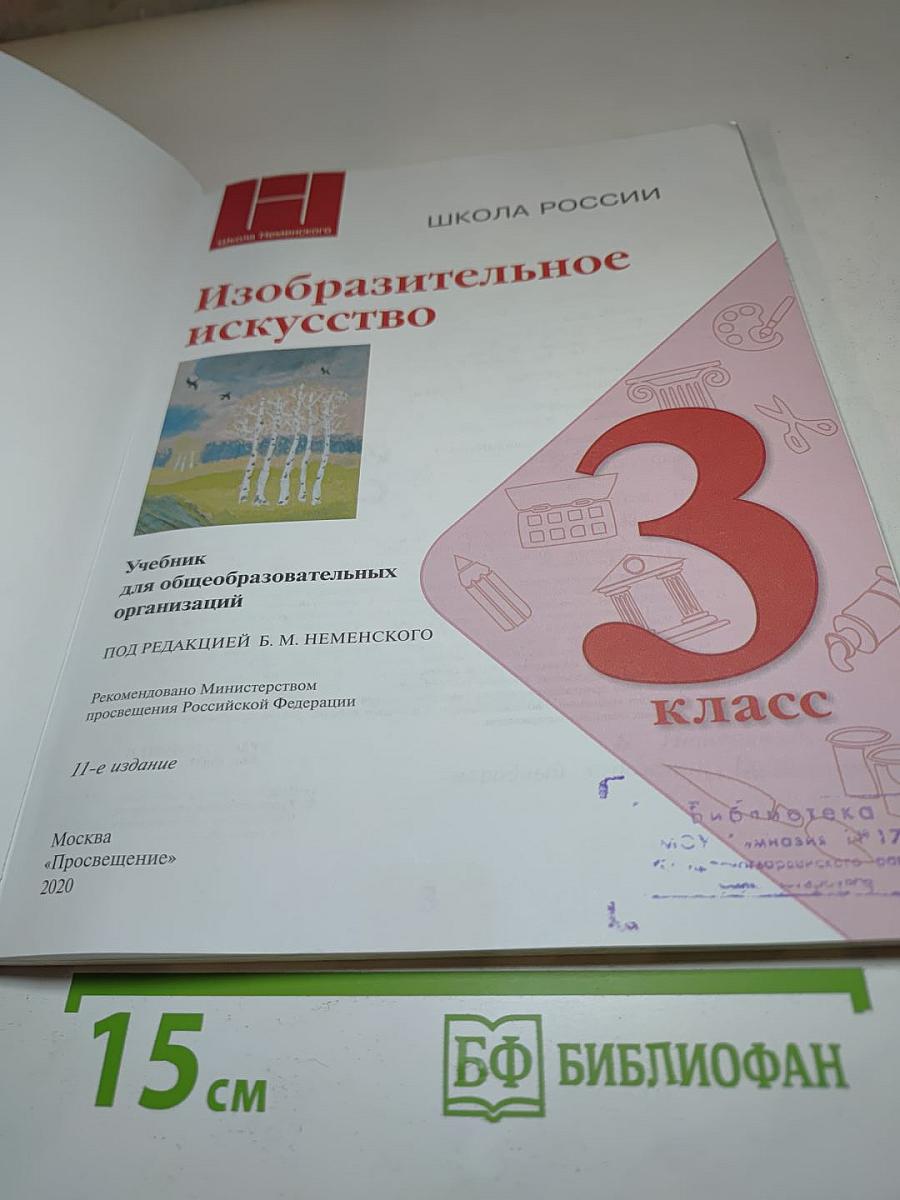 Школа Неменского
ШКОЛА РОССИИ
Изобразительное
искусство
Учебник
для общеобразовательных
организаций
ПОД РЕДАКЦИЕЙ Б. М. НЕМЕНСКОГО
Рекомендовано Министерством
просвещения Российской Федерации
11-е издание
Москва
«Просвещение»
2020
3
класс
Библиотека
15 см
БФ БИБЛИОФАН